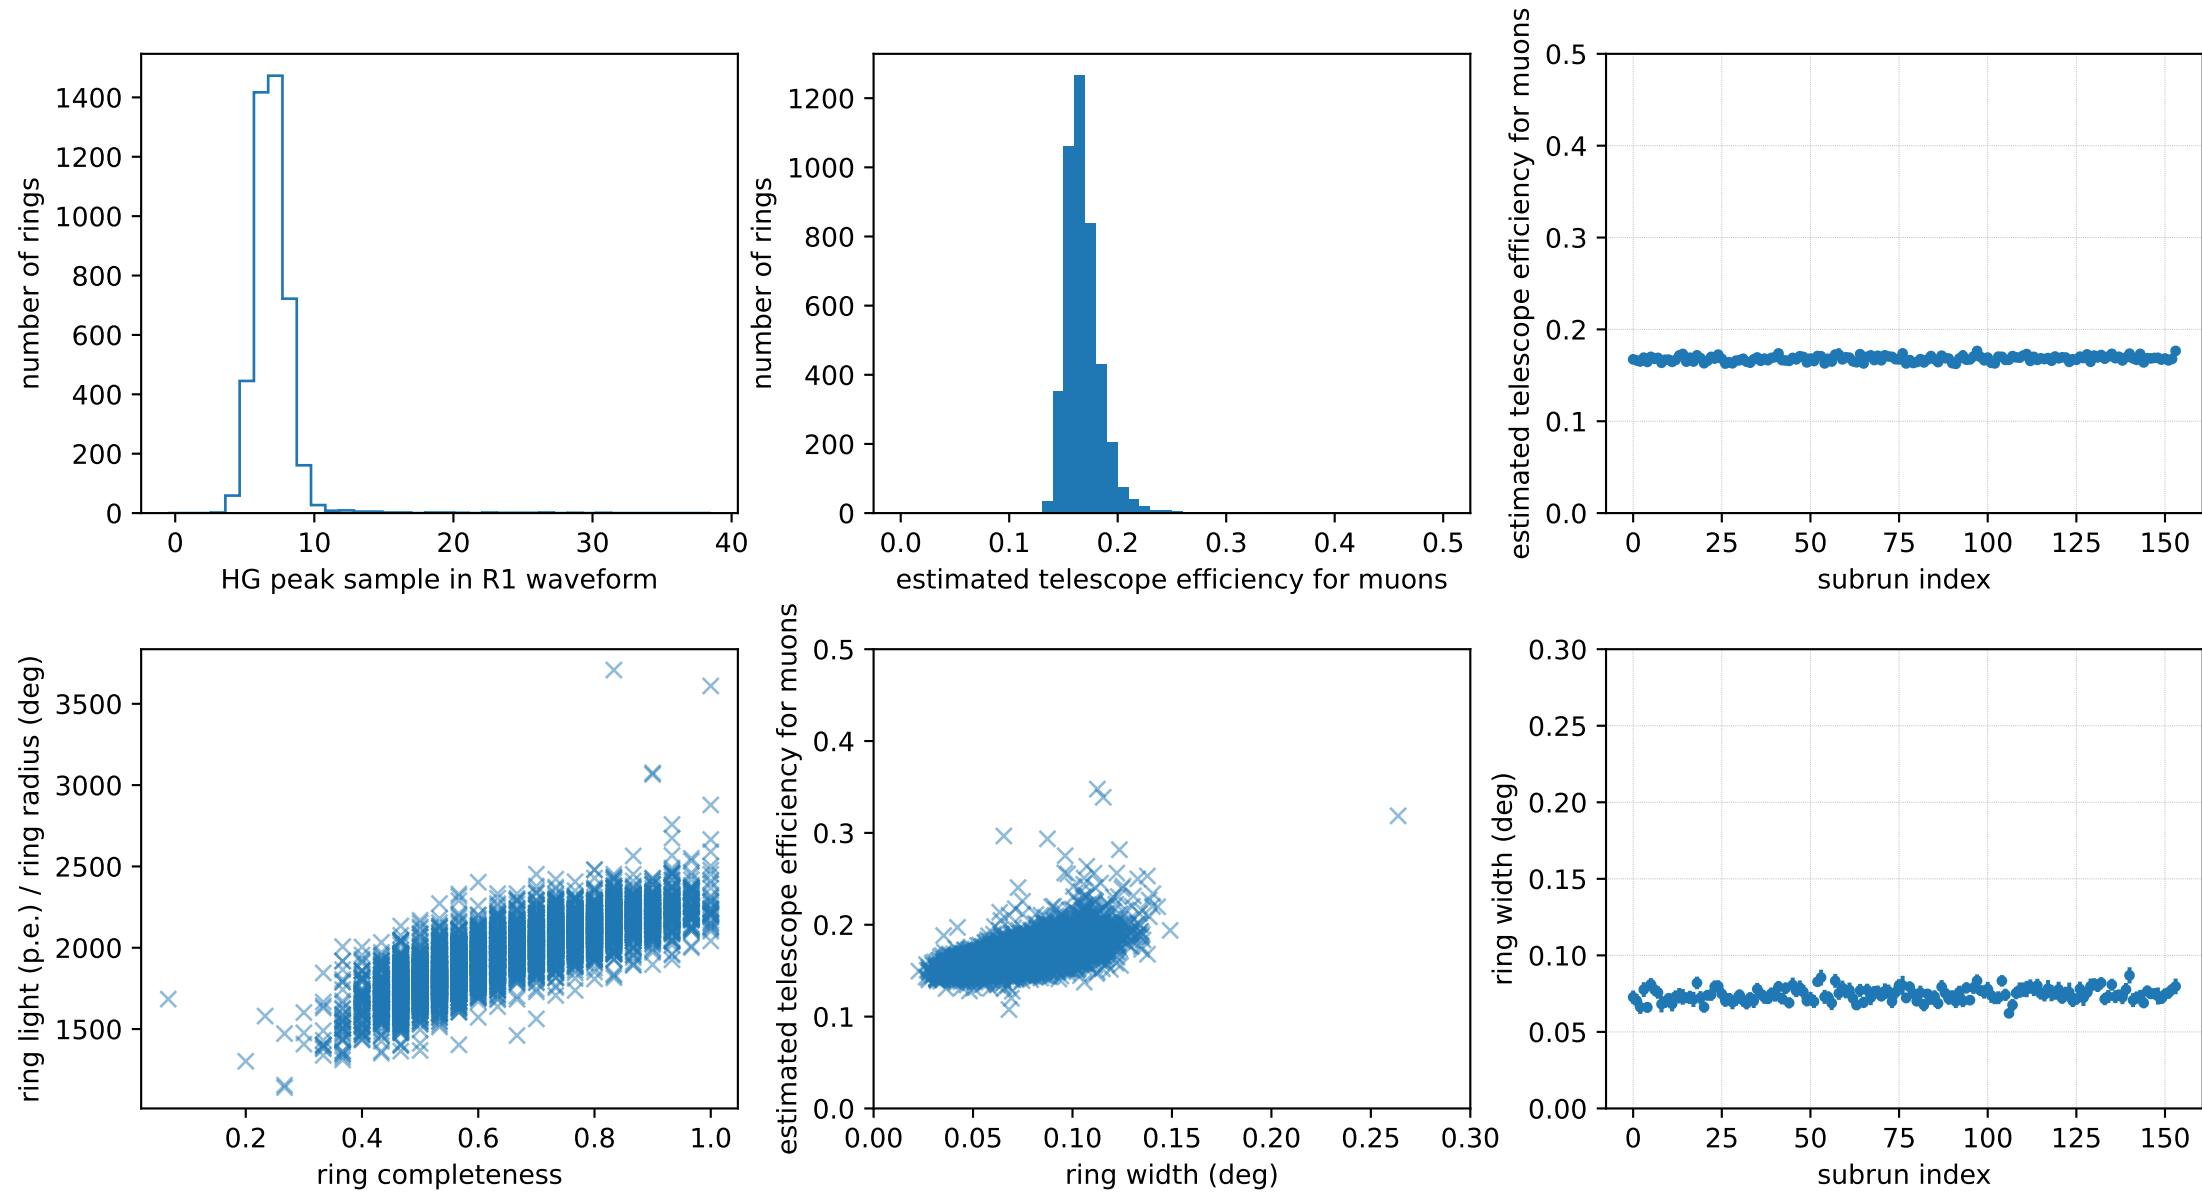 1400
1200
1000
800
600
400
200
0
number of rings
0 10 20 30 40
HG peak sample in R1 waveform
1200
1000
800
600
400
200
0
number of rings
0.0 0.1 0.2 0.3 0.4 0.5
estimated telescope efficiency for muons
0.5
0.4
0.3
0.2
0.1
0.0
estimated telescope efficiency for muons
0 25 50 75 100 125 150
subrun index
3500
3000
2500
2000
1500
ring light (p.e.) / ring radius (deg)
0.2 0.4 0.6 0.8 1.0
ring completeness
0.5
0.4
0.3
0.2
0.1
0.0
estimated telescope efficiency for muons
0.00 0.05 0.10 0.15 0.20 0.25 0.30
ring width (deg)
0.30
0.25
0.20
0.15
0.10
0.05
0.00
ring width (deg)
0 25 50 75 100 125 150
subrun index